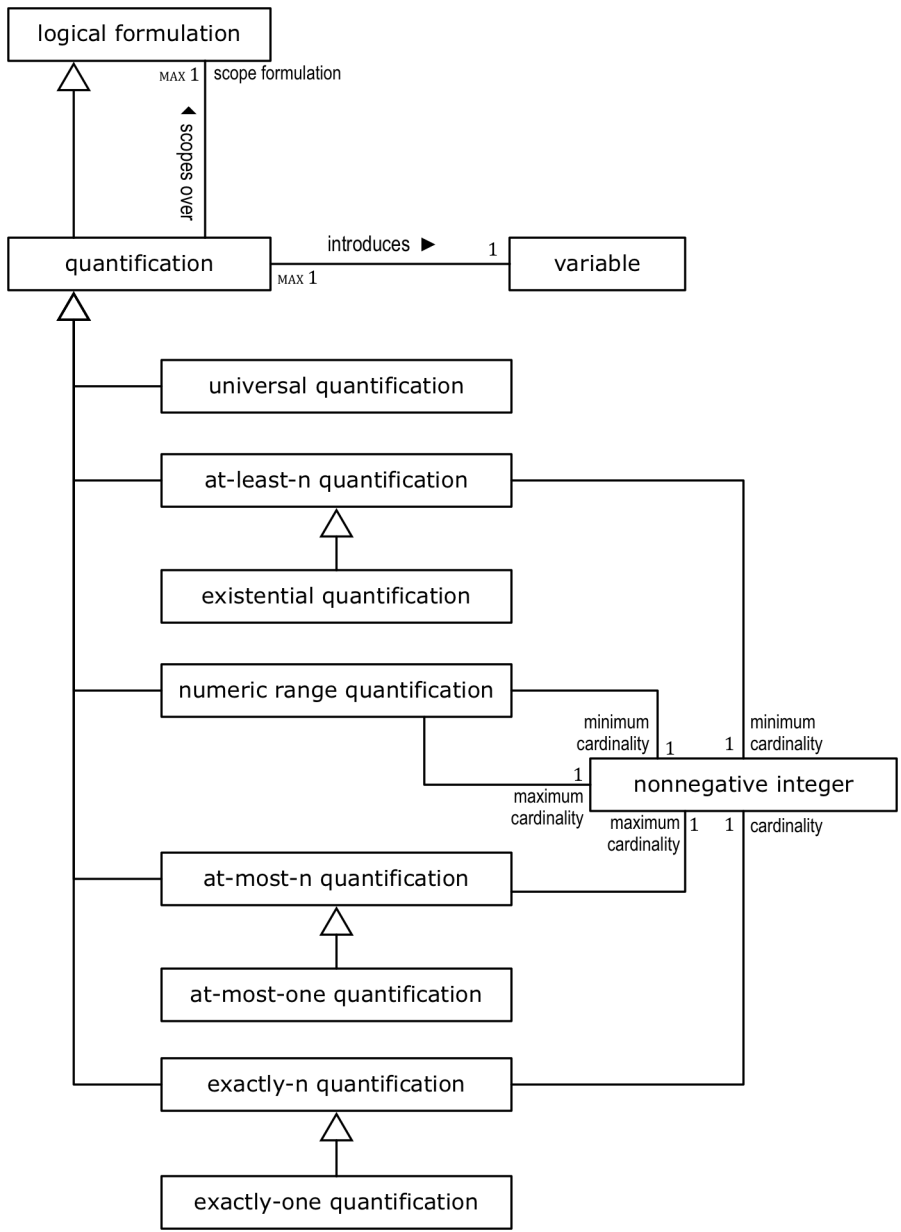 logical formulation
MAX 1
scope formulation
scopes over
quantification
introduces ►
1
MAX 1
variable
universal quantification
at-least-n quantification
existential quantification
numeric range quantification
minimum
cardinality
1
1
minimum
cardinality
1
maximum
cardinality
nonnegative integer
maximum
cardinality
1
1
cardinality
at-most-n quantification
at-most-one quantification
exactly-n quantification
exactly-one quantification